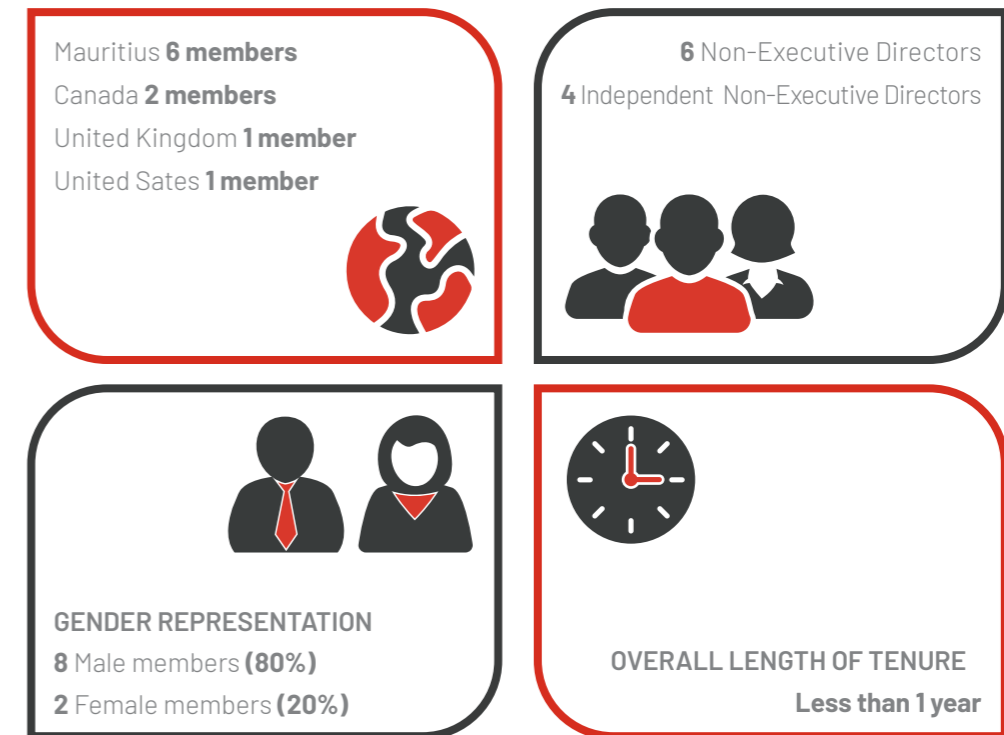 Mauritius 6 members
Canada 2 members
United Kingdom 1 member
United Sates 1 member
6 Non-Executive Directors
4 Independent Non-Executive Directors
GENDER REPRESENTATION
8 Male members (80%)
2 Female members (20%)
OVERALL LENGTH OF TENURE
Less than 1 year